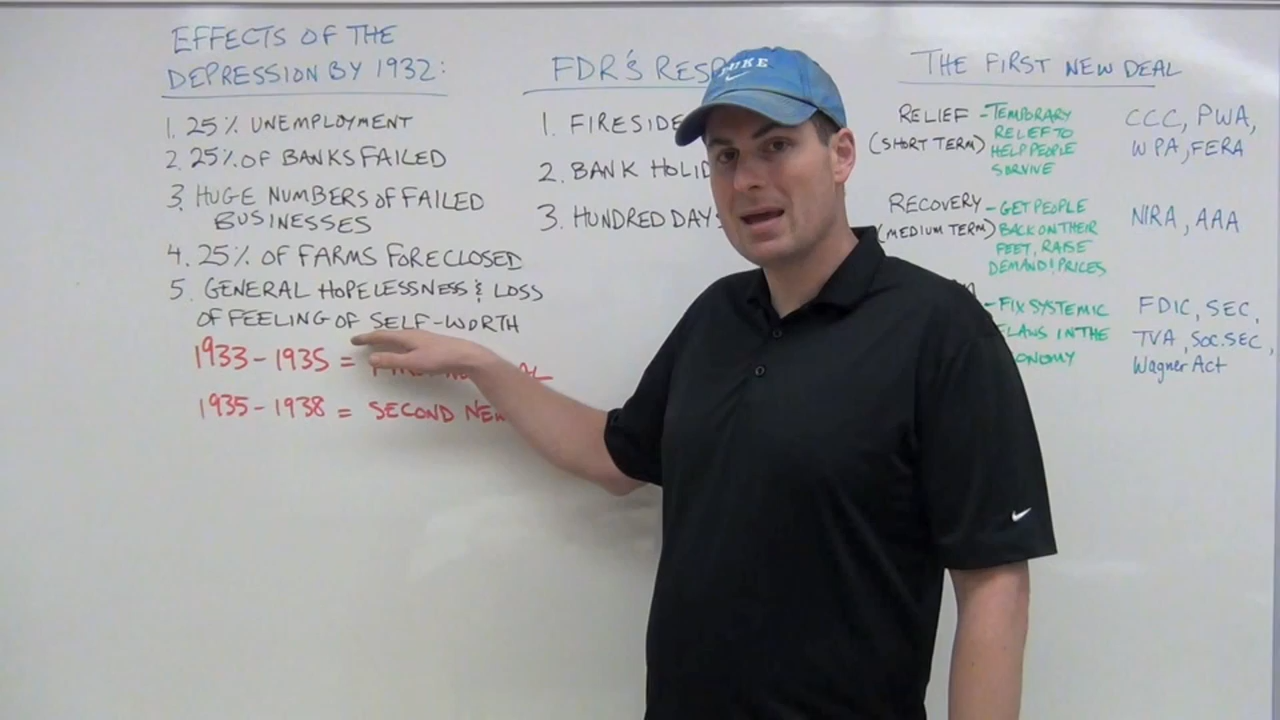 EFFECTS OF THE
DEPRESSION BY 1932:
1. 25% UNEMPLOYMENT
2. 25% OF BANKS FAILED
3. HUGE NUMBERS OF FAILED
BUSINESSES
4. 25% OF FARMS FORECLOSED
5. GENERAL HOPELESSNESS & LOSS
OF FEELING OF SELF-WORTH
1933-1935 =
1935-1938 = SECOND NEW
FDR'S
1. FIRESIDE
2. BANK
3. HUNDRED DAYS
DUKE
THE FIRST NEW DEAL
RELIEF - TEMPORARY
(SHORT TERM) RELIEF TO
HELP PEOPLE
SURVIVE
CCC, PWA,
WPA, FERA
RECOVERY - GET PEOPLE
(MEDIUM TERM) BACK ON THEIR
FEET, RAISE
DEMAND & PRICES
NIRA, AAA
- FIX SYSTEMIC
FLAWS IN THE
FDIC, SEC,
TVA, Soc. SEC,
Wagner Act